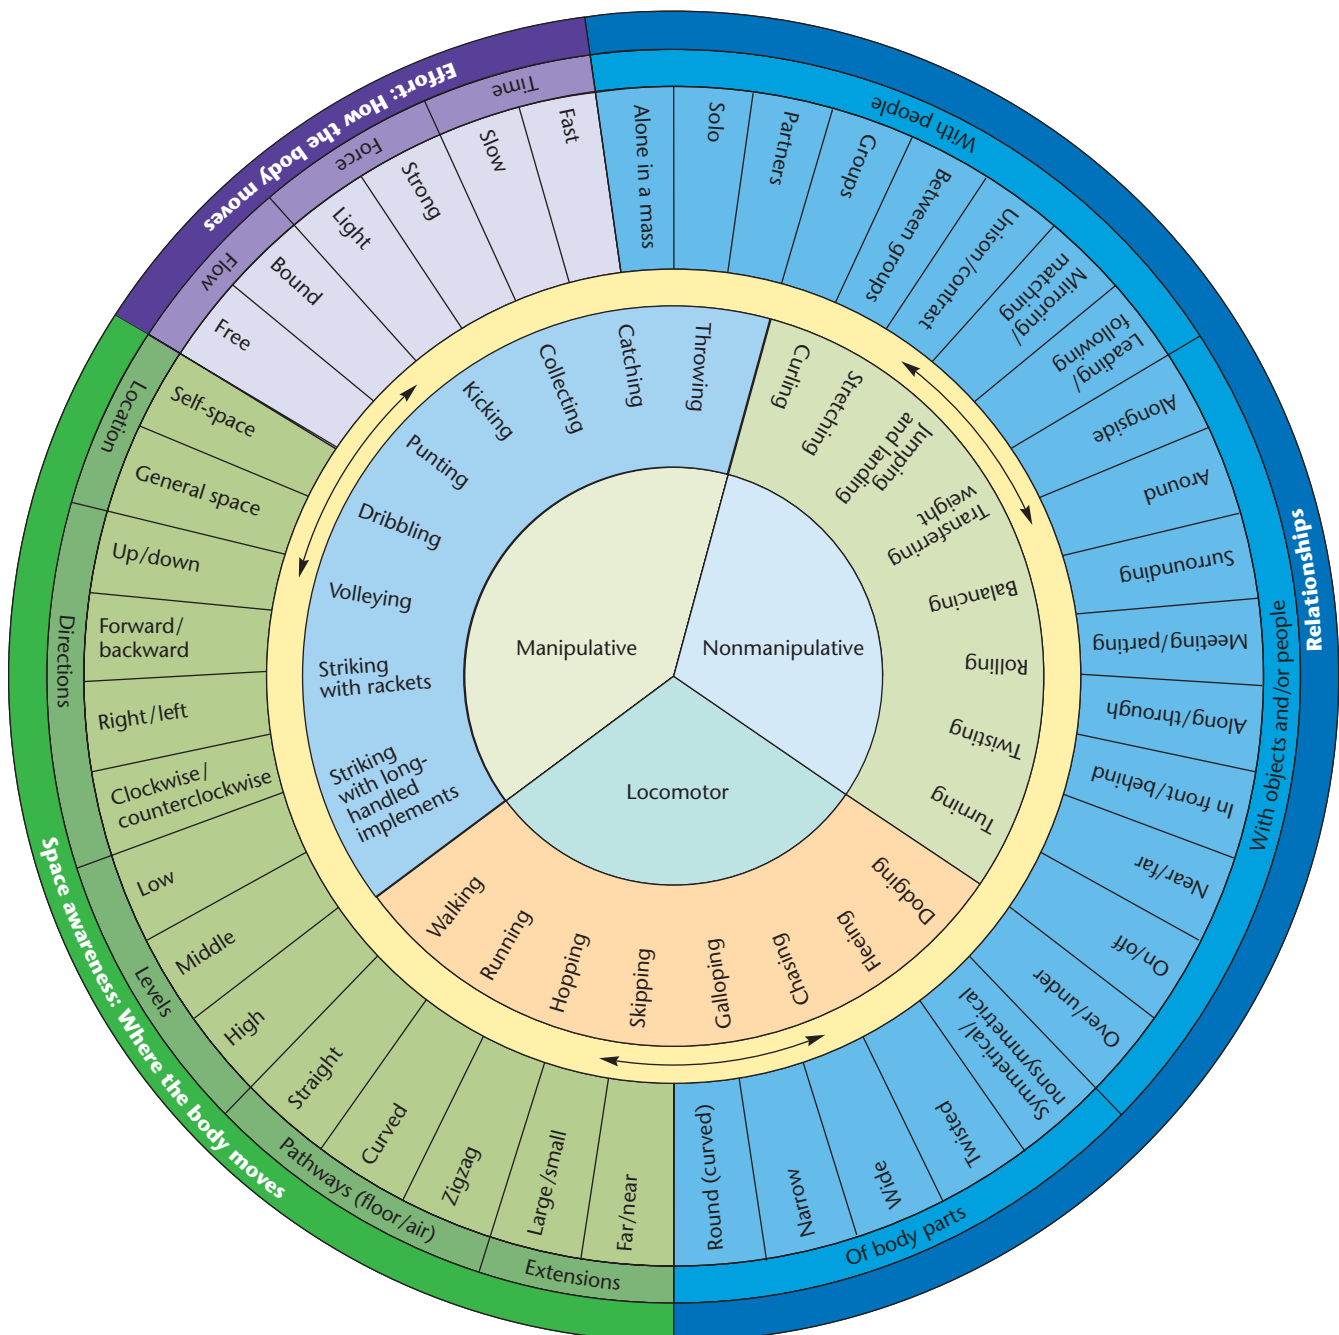 Effort: How the body moves
Time
Force
Flow
Fast
Slow
Strong
Light
Bound
Free
Relationships
With people
Alone in a mass
Solo
Partners
Groups
Between groups
Unison/contrast
Mirroring/
matching
Leading/
following
With objects and/or people
Alongside
Around
Surrounding
Meeting/parting
Along/through
In front/behind
Near/far
On/off
Over/under
Of body parts
Symmetrical/
nonsymmetrical
Twisted
Wide
Narrow
Round (curved)
Space awareness: Where the body moves
Location
Self-space
General space
Directions
Up/down
Forward/
backward
Right/left
Clockwise/
counterclockwise
Levels
Low
Middle
High
Pathways (floor/air)
Straight
Curved
Zigzag
Extensions
Large/small
Far/near
Manipulative
Throwing
Catching
Collecting
Kicking
Punting
Dribbling
Volleying
Striking
with rackets
Striking
with long-
handled
implements
Nonmanipulative
Curling
Stretching
Jumping
and landing
Transferring
weight
Balancing
Rolling
Twisting
Turning
Locomotor
Walking
Running
Hopping
Skipping
Galloping
Chasing
Fleeing
Dodging